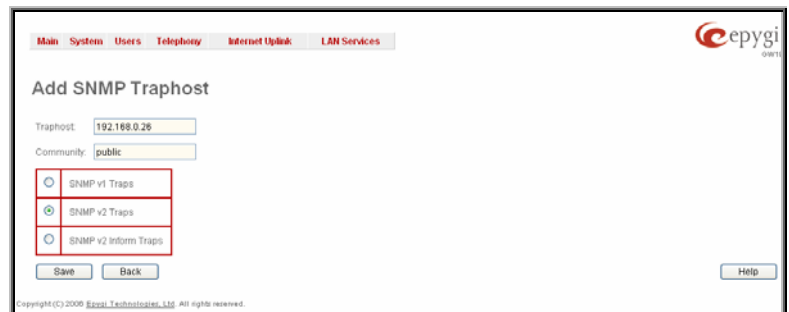 Main System Users Telephony Internet Uplink LAN Services
epygi
Add SNMP Traphost
Traphost: 192.168.0.26
Community: public
SNMP v1 Traps
SNMP v2 Traps
SNMP v2 Inform Traps
Save Back Help
Copyright (C) 2008 Epygi Technologies, Ltd. All rights reserved.